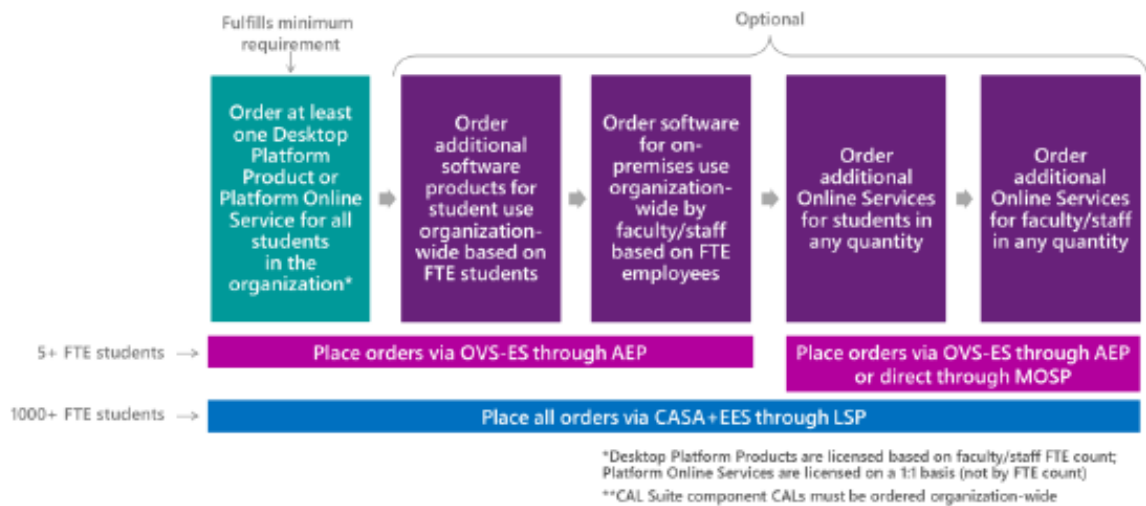 Fulfills minimum
requirement
Optional
Order at least
one Desktop
Platform
Product or
Platform Online
Service for all
students
in the
organization*
Order
additional
software
products for
student use
organization-
wide based on
FTE students
Order software
for on-
premises use
organization-
wide by
faculty/staff
based on FTE
employees
Order
additional
Online Services
for students in
any quantity
Order
additional
Online Services
for faculty/staff
in any quantity
5+ FTE students
Place orders via OVS-ES through AEP
Place orders via OVS-ES through AEP
or direct through MOSP
1000+ FTE students
Place all orders via CASA+EES through LSP
*Desktop Platform Products are licensed based on faculty/staff FTE count;
Platform Online Services are licensed on a 1:1 basis (not by FTE count)
**CAL Suite component CALs must be ordered organization-wide